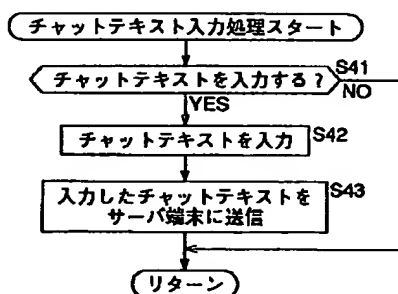 チャットテキスト入力処理スタート
チャットテキストを入力する?
S41
NO
YES
チャットテキストを入力
S42
入力したチャットテキストを
サーバ端末に送信
S43
リターン